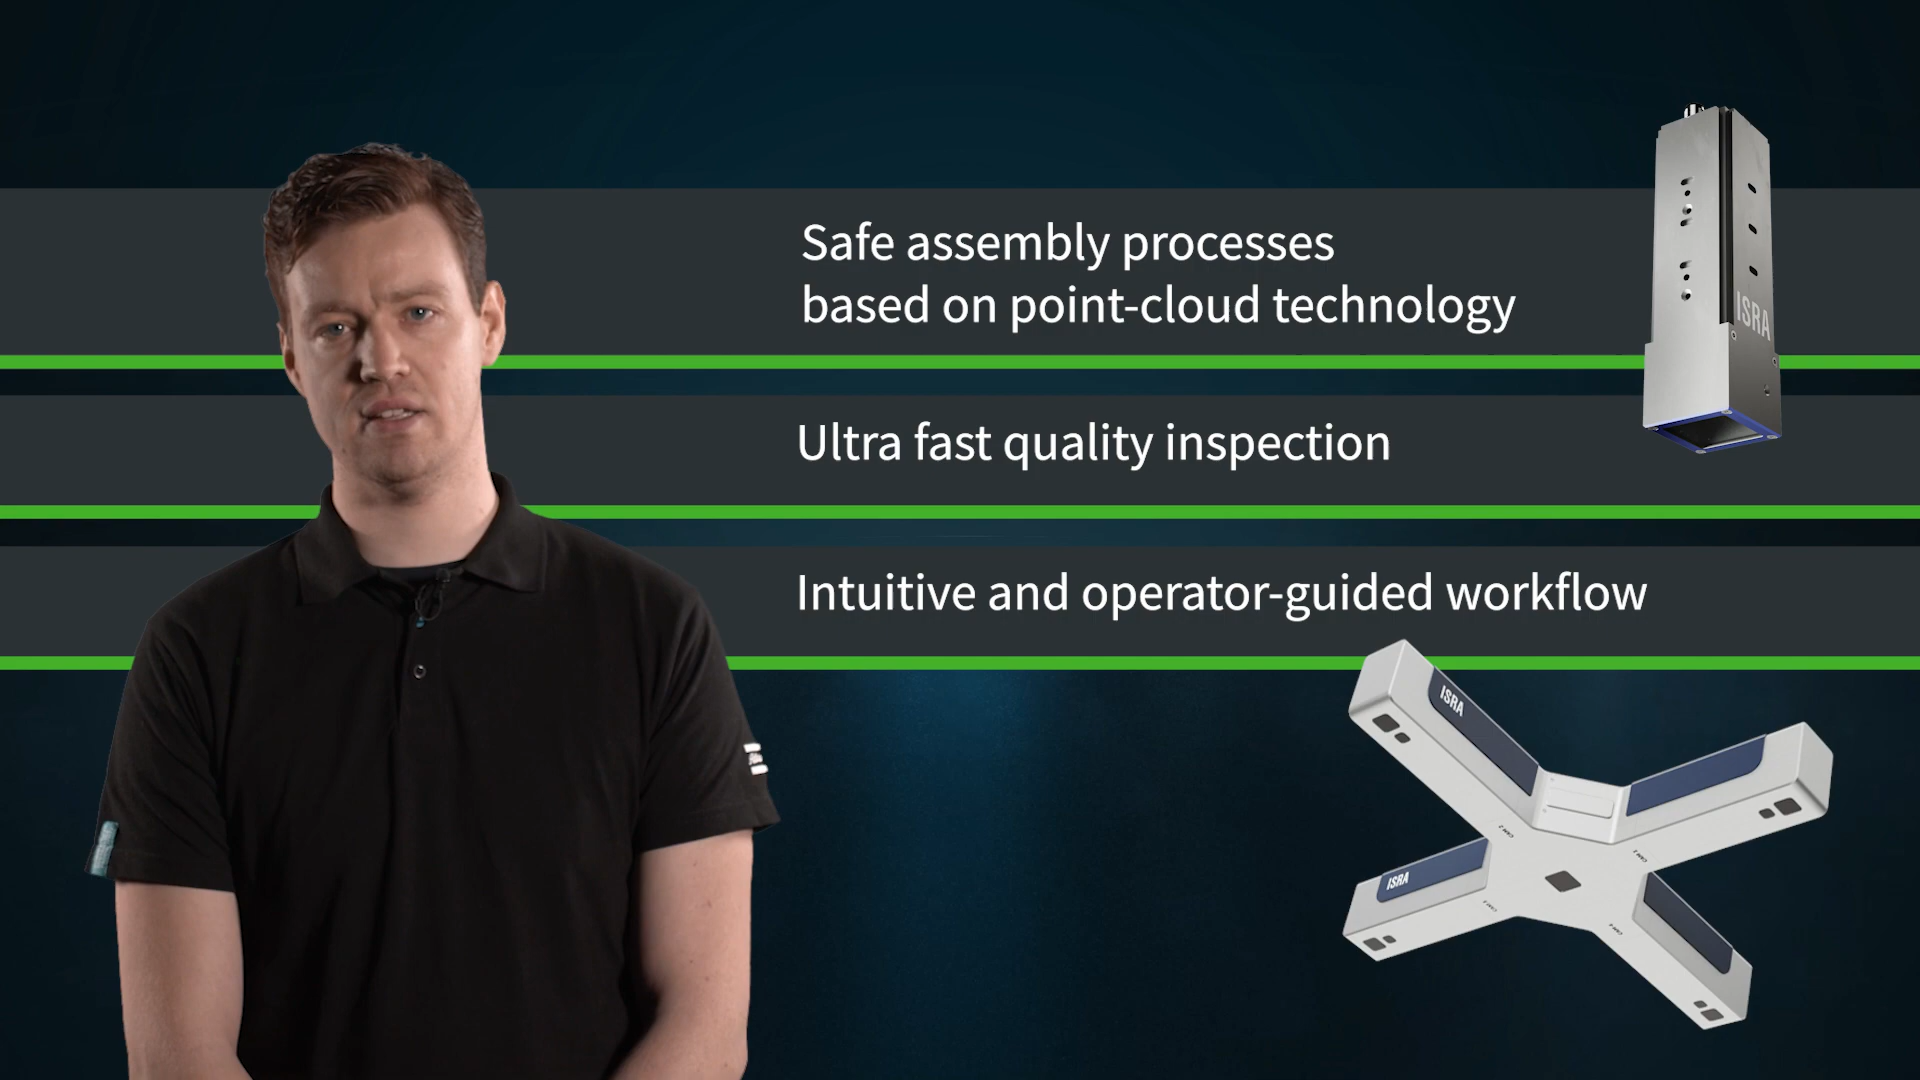 Safe assembly processes
based on point-cloud technology
ISRA
Ultra fast quality inspection
Intuitive and operator-guided workflow
ISRA
ISRA